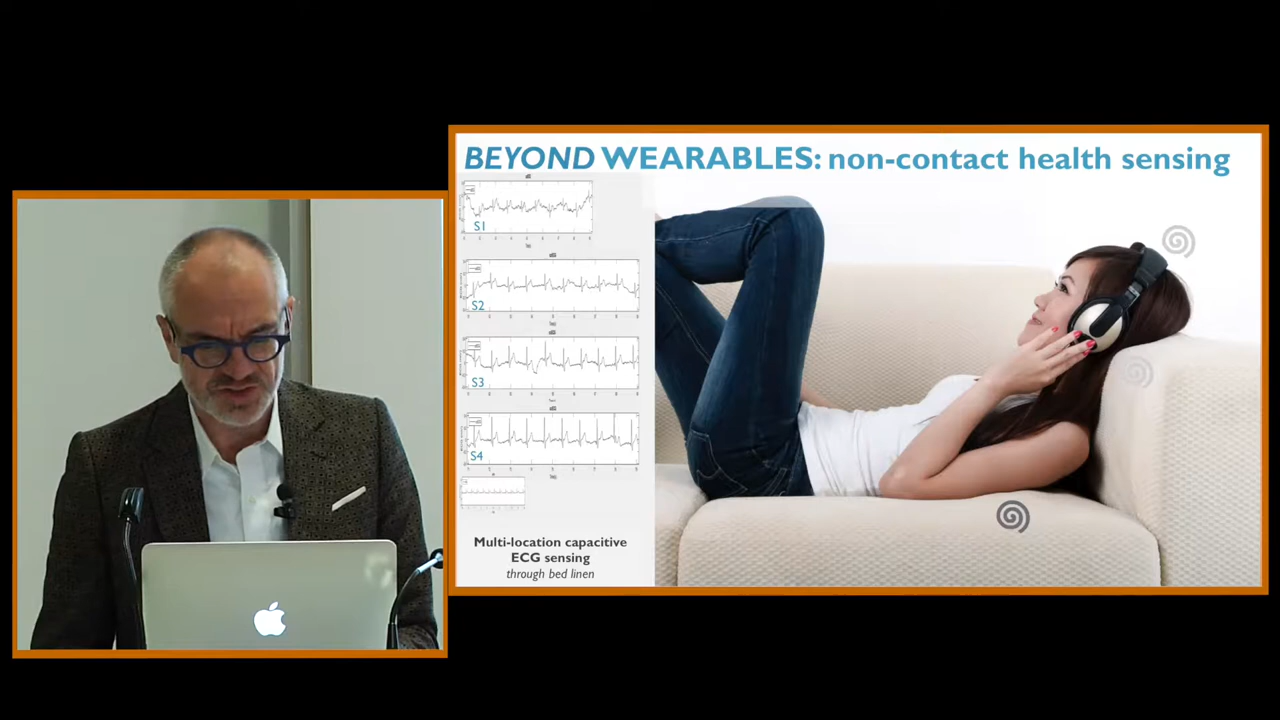 BEYOND WEARABLES: non-contact health sensing
S1
S2
S3
S4
Multi-location capacitive
ECG sensing
through bed linen